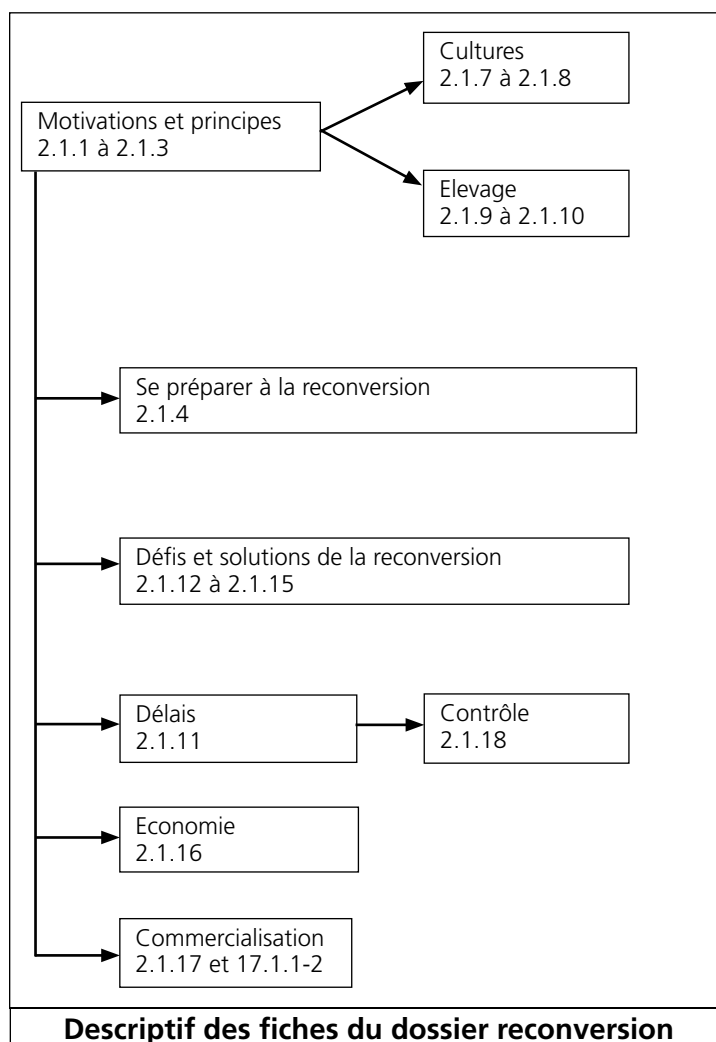 Cultures
2.1.7 à 2.1.8
Motivations et principes
2.1.1 à 2.1.3
Elevage
2.1.9 à 2.1.10
Se préparer à la reconversion
2.1.4
Défis et solutions de la reconversion
2.1.12 à 2.1.15
Délais
2.1.11
Contrôle
2.1.18
Economie
2.1.16
Commercialisation
2.1.17 et 17.1.1-2
Descriptif des fiches du dossier reconversion